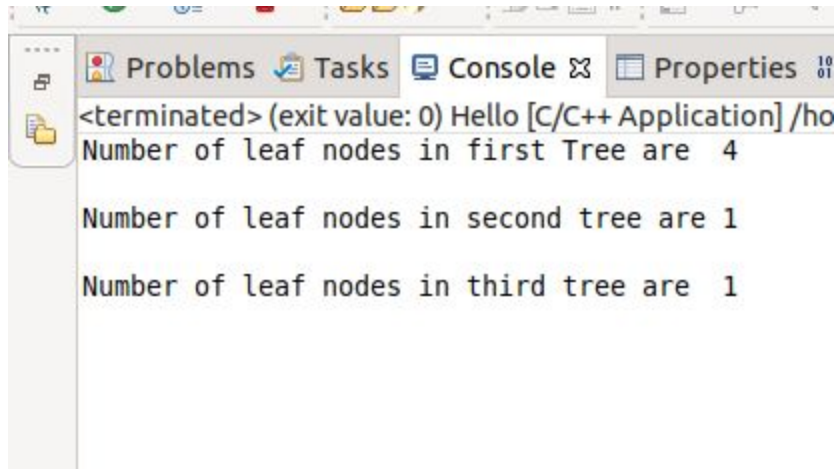 Problems Tasks Console Properties
<terminated> (exit value: 0) Hello [C/C++ Application] /ho
Number of leaf nodes in first Tree are  4
Number of leaf nodes in second tree are 1
Number of leaf nodes in third tree are  1